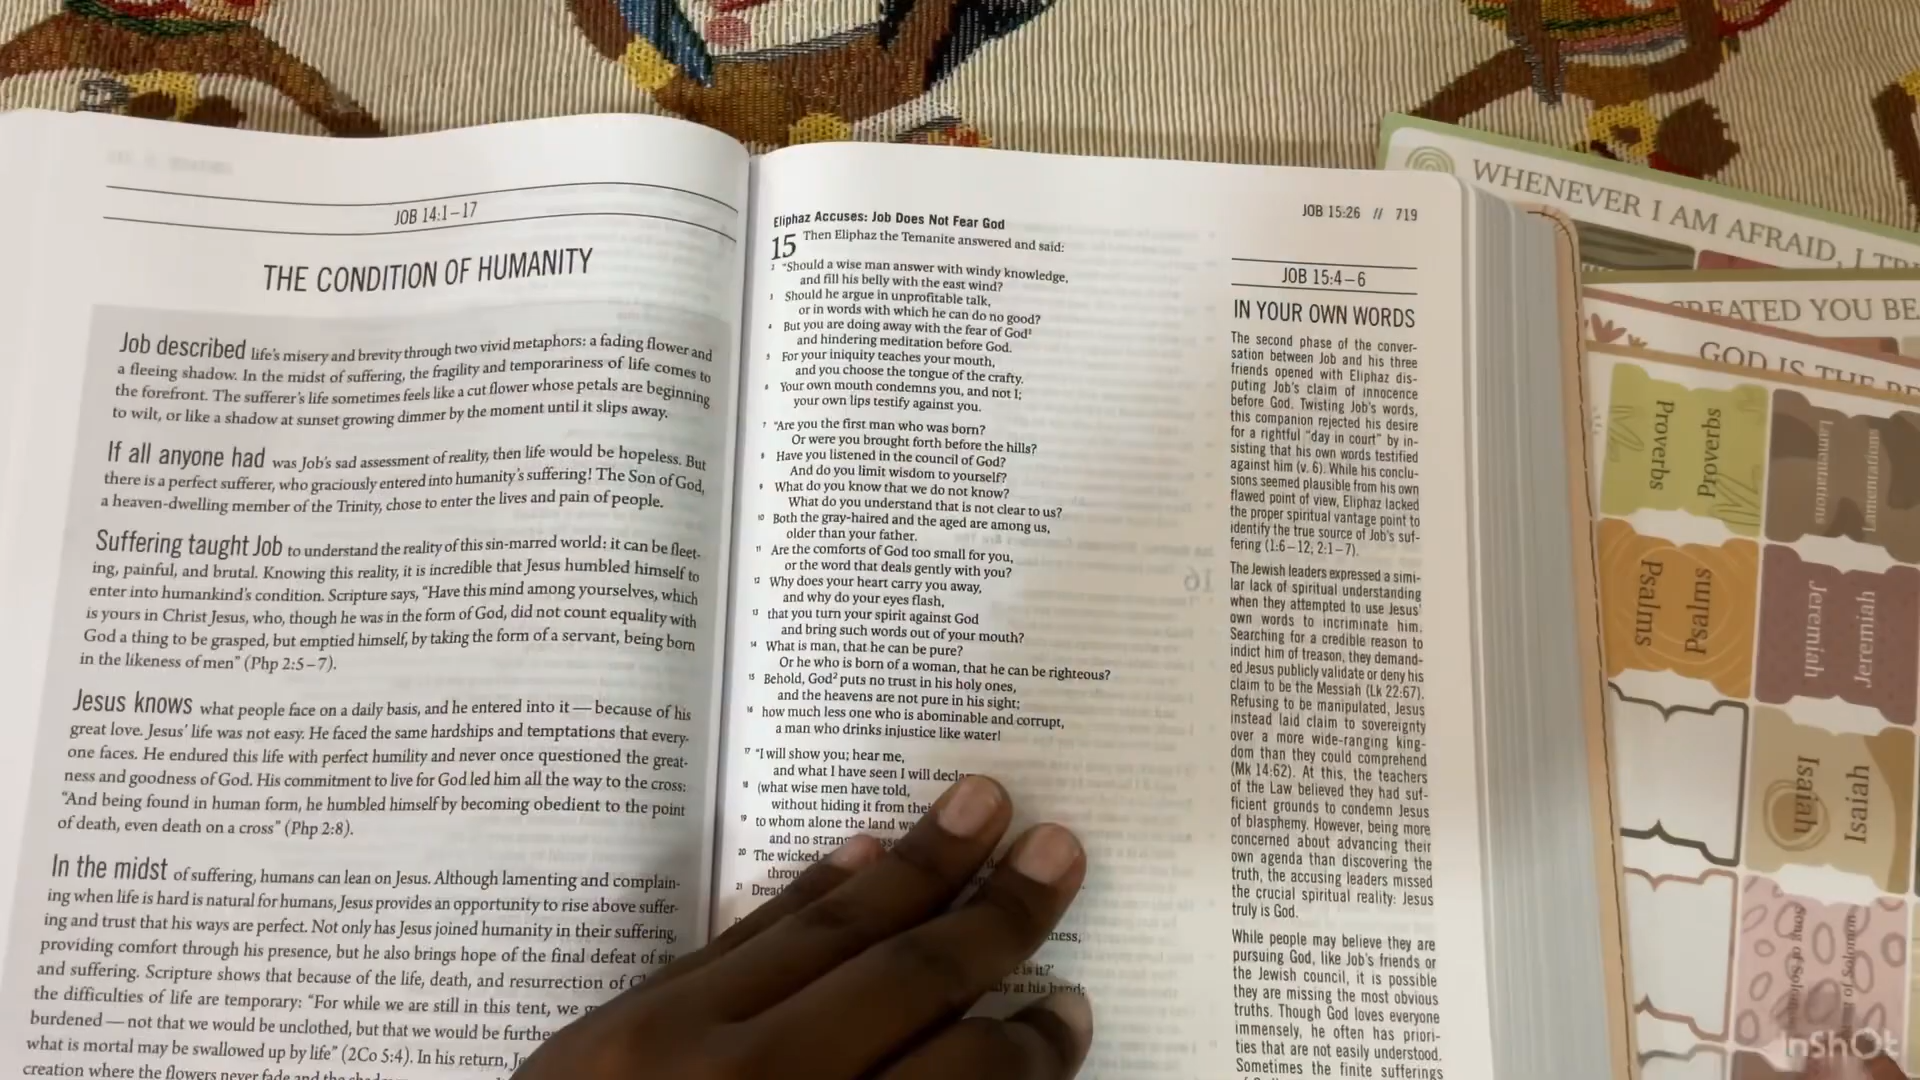 JOB 14:1–17
THE CONDITION OF HUMANITY
Job described life's misery and brevity through two vivid metaphors: a fading flower and
a fleeing shadow. In the midst of suffering, the fragility and temporariness of life comes to
the forefront. The sufferer's life sometimes feels like a cut flower whose petals are beginning
to wilt, or like a shadow at sunset growing dimmer by the moment until it slips away.
If all anyone had was Job's sad assessment of reality, then life would be hopeless. But
there is a perfect sufferer, who graciously entered into humanity's suffering! The Son of God,
a heaven-dwelling member of the Trinity, chose to enter the lives and pain of people.
Suffering taught Job to understand the reality of this sin-marred world: it can be fleet-
ing, painful, and brutal. Knowing this reality, it is incredible that Jesus humbled himself to
enter into humankind's condition. Scripture says, "Have this mind among yourselves, which
is yours in Christ Jesus, who, though he was in the form of God, did not count equality with
God a thing to be grasped, but emptied himself, by taking the form of a servant, being born
in the likeness of men" (Php 2:5–7).
Jesus knows what people face on a daily basis, and he entered into it — because of his
great love. Jesus' life was not easy. He faced the same hardships and temptations that every-
one faces. He endured this life with perfect humility and never once questioned the great-
ness and goodness of God. His commitment to live for God led him all the way to the cross:
"And being found in human form, he humbled himself by becoming obedient to the point
of death, even death on a cross" (Php 2:8).
In the midst of suffering, humans can lean on Jesus. Although lamenting and complain-
ing when life is hard is natural for humans, Jesus provides an opportunity to rise above suffer-
ing and trust that his ways are perfect. Not only has Jesus joined humanity in their suffering,
providing comfort through his presence, but he also brings hope of the final defeat of sin
and suffering. Scripture shows that because of the life, death, and resurrection of
the difficulties of life are temporary: "For while we are still in this tent, we
burdened — not that we would be unclothed, but that we would be
what is mortal may be swallowed up by life" (2Co 5:4). In his return,
creation where the flowers never fade and the
Eliphaz Accuses: Job Does Not Fear God
15 Then Eliphaz the Temanite answered and said:
2 "Should a wise man answer with windy knowledge,
and fill his belly with the east wind?
3 Should he argue in unprofitable talk,
or in words with which he can do no good?
4 But you are doing away with the fear of God1
and hindering meditation before God.
5 For your iniquity teaches your mouth,
and you choose the tongue of the crafty.
6 Your own mouth condemns you, and not I;
your own lips testify against you.
7 "Are you the first man who was born?
Or were you brought forth before the hills?
8 Have you listened in the council of God?
And do you limit wisdom to yourself?
9 What do you know that we do not know?
What do you understand that is not clear to us?
10 Both the gray-haired and the aged are among us,
older than your father.
11 Are the comforts of God too small for you,
or the word that deals gently with you?
12 Why does your heart carry you away,
and why do your eyes flash,
13 that you turn your spirit against God
and bring such words out of your mouth?
14 What is man, that he can be pure?
Or he who is born of a woman, that he can be righteous?
15 Behold, God2 puts no trust in his holy ones,
and the heavens are not pure in his sight;
16 how much less one who is abominable and corrupt,
a man who drinks injustice like water!
17 "I will show you; hear me,
and what I have seen I will
18 (what wise men have told,
without hiding it from
19 to whom alone the land
and no
20 The wicked
21
is it?'
at his hand;
JOB 15:26 // 719
JOB 15:4–6
IN YOUR OWN WORDS
The second phase of the conver-
sation between Job and his three
friends opened with Eliphaz dis-
puting Job's claim of innocence
before God. Twisting Job's words,
this companion rejected his desire
for a rightful "day in court" by in-
sisting that his own words testified
against him (v. 6). While his conclu-
sions seemed plausible from his own
flawed point of view, Eliphaz lacked
the proper spiritual vantage point to
identify the true source of Job's suf-
fering (1:6–12; 2:1–7).
The Jewish leaders expressed a simi-
lar lack of spiritual understanding
when they attempted to use Jesus'
own words to incriminate him.
Searching for a credible reason to
indict him of treason, they demand-
ed Jesus publicly validate or deny his
claim to be the Messiah (Lk 22:67).
Refusing to be manipulated, Jesus
instead laid claim to sovereignty
over a more wide-ranging king-
dom than they could comprehend
(Mk 14:62). At this, the teachers
of the Law believed they had suf-
ficient grounds to condemn Jesus
of blasphemy. However, being more
concerned about advancing their
own agenda than discovering the
truth, the accusing leaders missed
the crucial spiritual reality: Jesus
truly is God.
While people may believe they are
pursuing God, like Job's friends or
the Jewish council, it is possible
they are missing the most obvious
truths. Though God loves everyone
immensely, he often has priori-
ties that are not easily understood.
Sometimes the finite sufferings
WHENEVER I AM AFRAID, I
YOU
GOD IS THE
Proverbs
Proverbs
Lamentations
Lamentations
Psalms
Psalms
Jeremiah
Jeremiah
Isaiah
Isaiah
Song of Solomon
Song of Solomon
InShOt